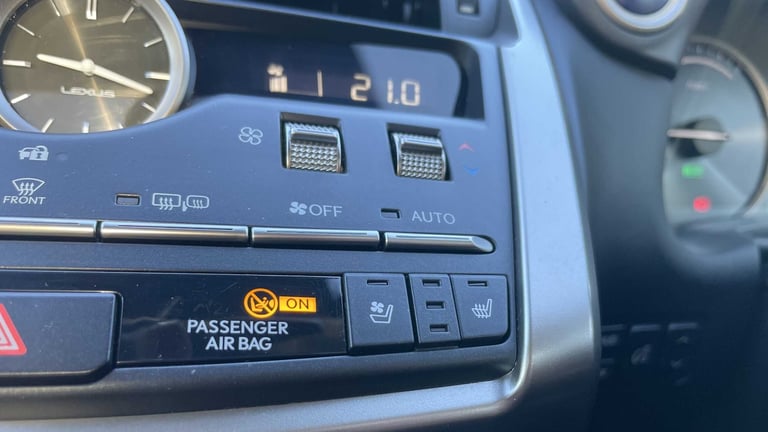 LEXUS
21.0
FRONT
OFF
AUTO
ON
PASSENGER
AIR BAG